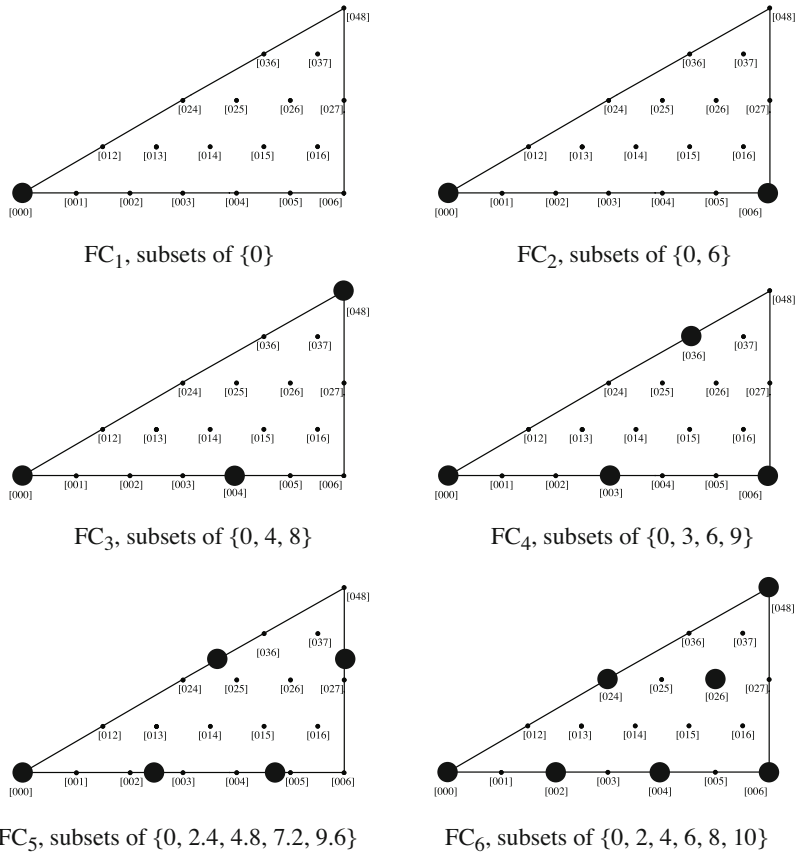 [048] [048]
[036] [037] [036] [037]
[024] [025] [026] [027] [024] [025] [026] [027]
[012] [013] [014] [015] [016] [012] [013] [014] [015] [016]
[000] [001] [002] [003] [004] [005] [006] [000] [001] [002] [003] [004] [005] [006]
FC1, subsets of {0} FC2, subsets of {0, 6}
[048] [048]
[036] [037] [036] [037]
[024] [025] [026] [027] [024] [025] [026] [027]
[012] [013] [014] [015] [016] [012] [013] [014] [015] [016]
[000] [001] [002] [003] [004] [005] [006] [000] [001] [002] [003] [004] [005] [006]
FC3, subsets of {0, 4, 8} FC4, subsets of {0, 3, 6, 9}
[048] [048]
[036] [037] [036] [037]
[024] [025] [026] [027] [024] [025] [026] [027]
[012] [013] [014] [015] [016] [012] [013] [014] [015] [016]
[000] [001] [002] [003] [004] [005] [006] [000] [001] [002] [003] [004] [005] [006]
FC5, subsets of {0, 2.4, 4.8, 7.2, 9.6} FC6, subsets of {0, 2, 4, 6, 8, 10}